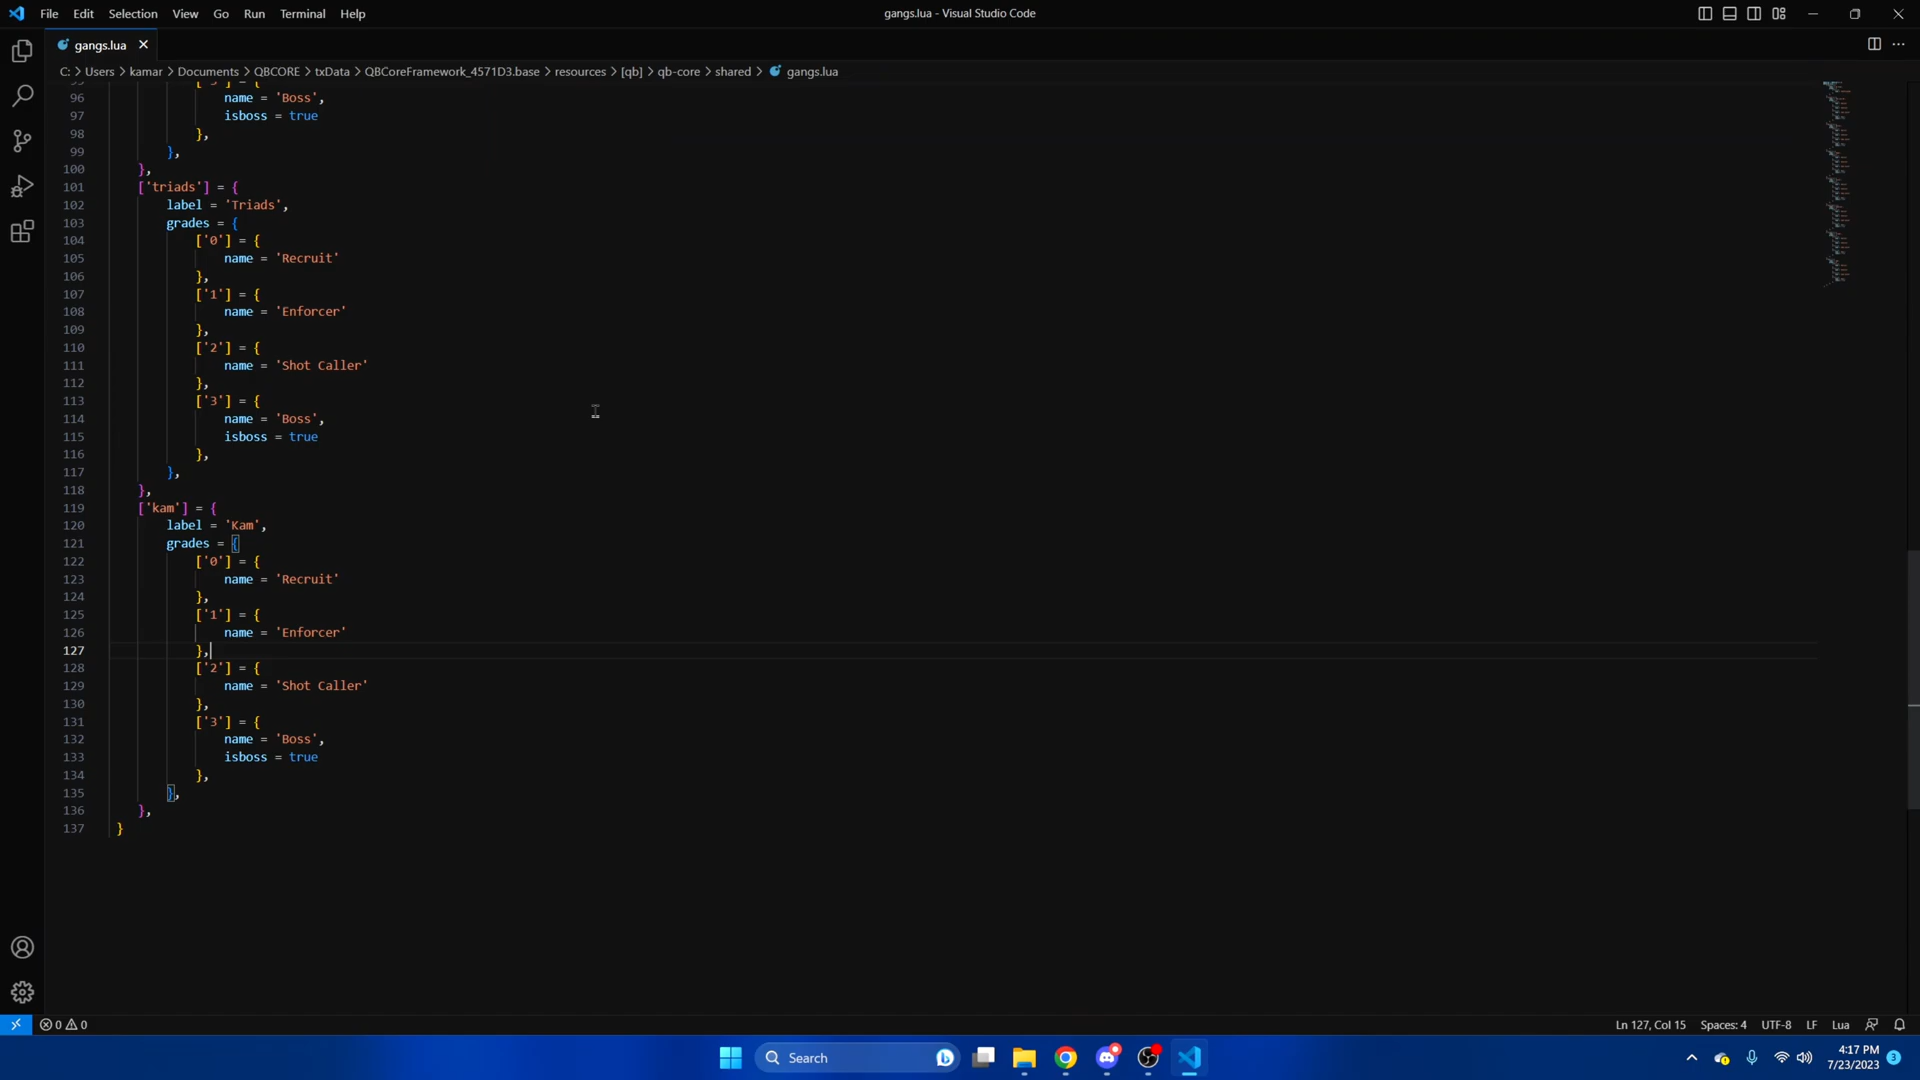 File Edit Selection View Go Run Terminal Help
gangs.lua - Visual Studio Code
gangs.lua
C: > Users > kamar > Documents > QBCORE > txData > QBCoreFramework_4571D3.base > resources > [qb] > qb-core > shared > gangs.lua
96 name = 'Boss',
97 isboss = true
98 },
99 },
100 },
101 ['triads'] = {
102 label = 'Triads',
103 grades = {
104 ['0'] = {
105 name = 'Recruit'
106 },
107 ['1'] = {
108 name = 'Enforcer'
109 },
110 ['2'] = {
111 name = 'Shot Caller'
112 },
113 ['3'] = {
114 name = 'Boss',
115 isboss = true
116 },
117 },
118 },
119 ['kam'] = {
120 label = 'Kam',
121 grades = {
122 ['0'] = {
123 name = 'Recruit'
124 },
125 ['1'] = {
126 name = 'Enforcer'
127 },
128 ['2'] = {
129 name = 'Shot Caller'
130 },
131 ['3'] = {
132 name = 'Boss',
133 isboss = true
134 },
135 },
136 },
137 }
0 0
Ln 127, Col 15 Spaces: 4 UTF-8 LF Lua
Search
4:17 PM
7/23/2023
3